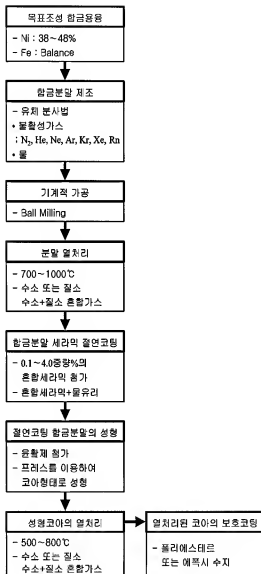 목표조성 합금용융
- Ni : 38~48%
- Fe : Balance
합금분말 제조
- 유체 분사법
• 불활성가스
; N₂, He, Ne, Ar, Kr, Xe, Rn
• 물
기계적 가공
- Ball Milling
분말 열처리
- 700~1000℃
- 수소 또는 질소
수소+질소 혼합가스
합금분말 세라믹 절연코팅
- 0.1~4.0중량%의
혼합세라믹 첨가
- 혼합세라믹+물유리
절연코팅 합금분말의 성형
- 윤활제 첨가
- 프레스를 이용하여
코아형태로 성형
성형코아의 열처리
- 500~800℃
- 수소 또는 질소
수소+질소 혼합가스
열처리된 코아의 보호코팅
- 폴리에스테르
또는 에폭시 수지